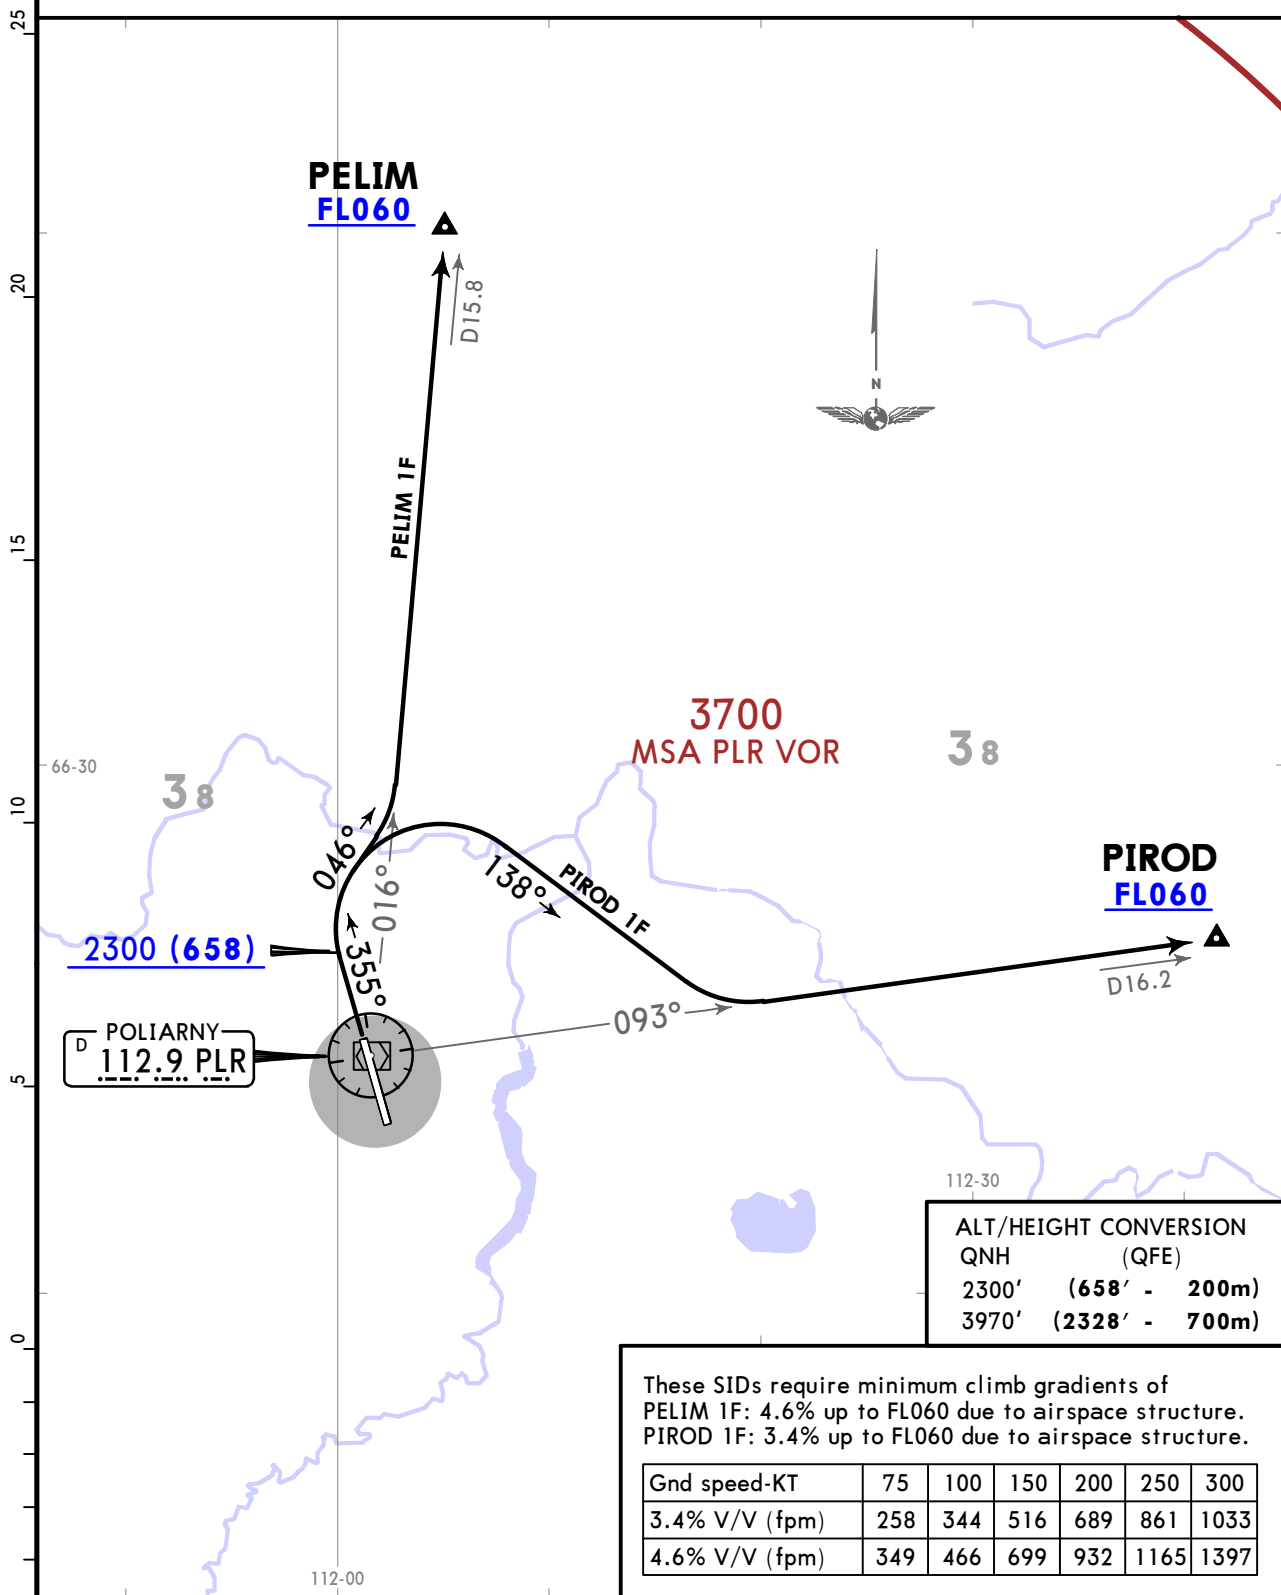 25
PELIM
FL060
D15.8
20
N
PELIM 1F
15
3700
MSA PLR VOR
38
66-30
38
10
046°
016°
138°
PIROD 1F
PIROD
FL060
2300 (658)
355°
D16.2
093°
POLIARNY
D 112.9 PLR
5
112-30
ALT/HEIGHT CONVERSION
QNH (QFE)
2300' (658' - 200m)
3970' (2328' - 700m)
0
These SIDs require minimum climb gradients of
PELIM 1F: 4.6% up to FL060 due to airspace structure.
PIROD 1F: 3.4% up to FL060 due to airspace structure.
Gnd speed-KT 75 100 150 200 250 300
3.4% V/V (fpm) 258 344 516 689 861 1033
4.6% V/V (fpm) 349 466 699 932 1165 1397
112-00